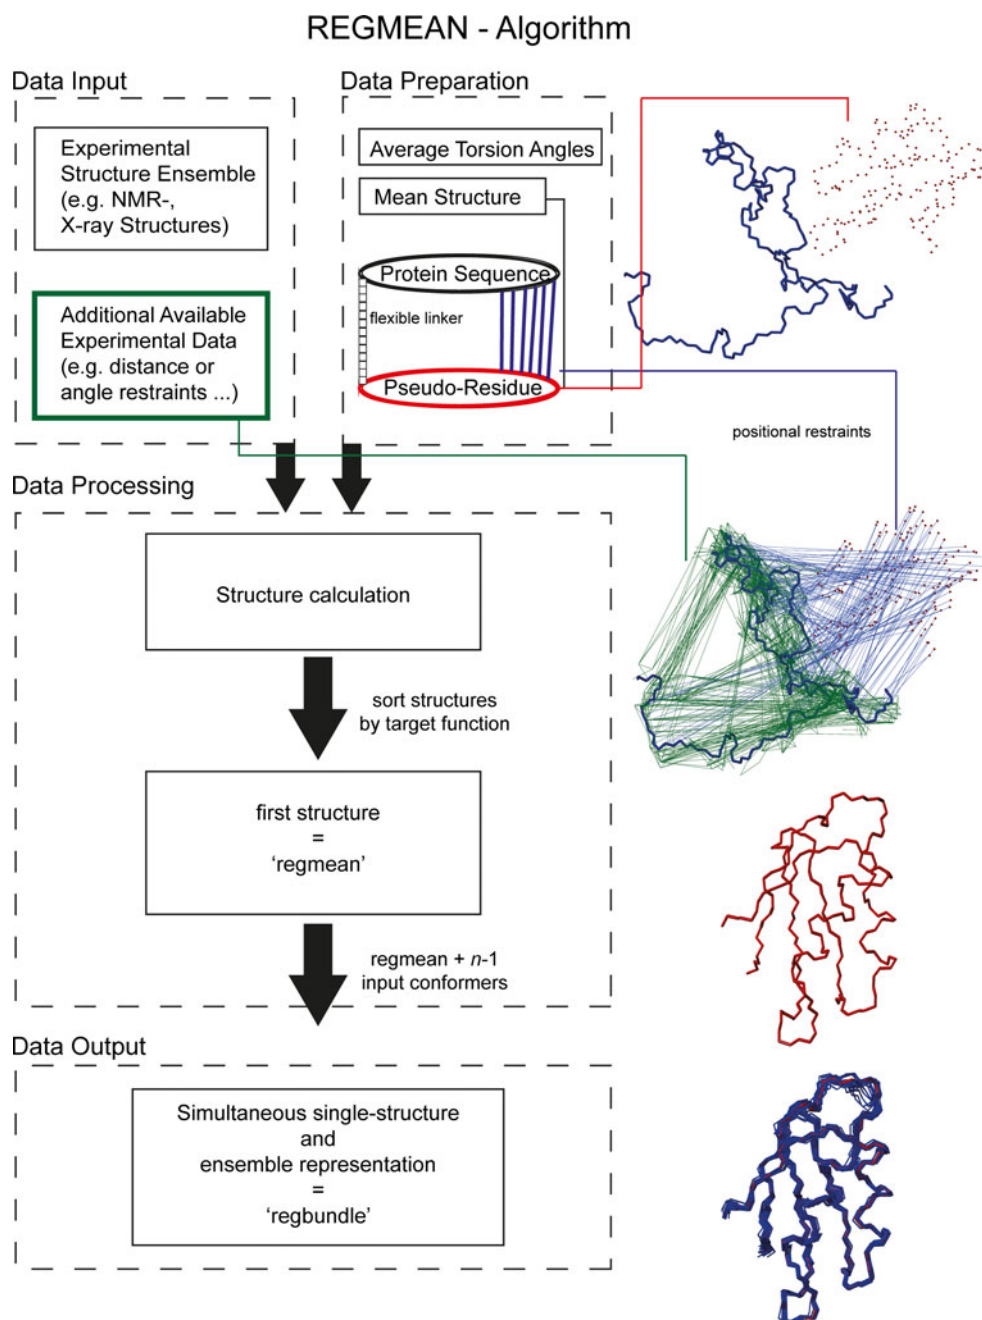 REGMEAN - Algorithm
Data Input
Experimental
Structure Ensemble
(e.g. NMR-,
X-ray Structures)
Additional Available
Experimental Data
(e.g. distance or
angle restraints ...)
Data Preparation
Average Torsion Angles
Mean Structure
Protein Sequence
flexible linker
Pseudo-Residue
positional restraints
Data Processing
Structure calculation
sort structures
by target function
first structure
=
‘regmean’
regmean + n-1
input conformers
Data Output
Simultaneous single-structure
and
ensemble representation
=
‘regbundle’